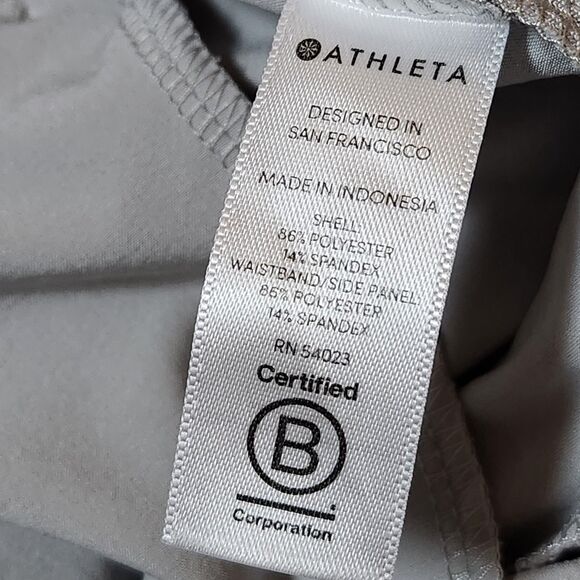 ATHLETA
DESIGNED IN
SAN FRANCISCO
MADE IN INDONESIA
SHELL:
86% POLYESTER
14% SPANDEX
WAISTBAND/SIDE PANEL:
86% POLYESTER
14% SPANDEX
RN 54023
Certified
B
Corporation